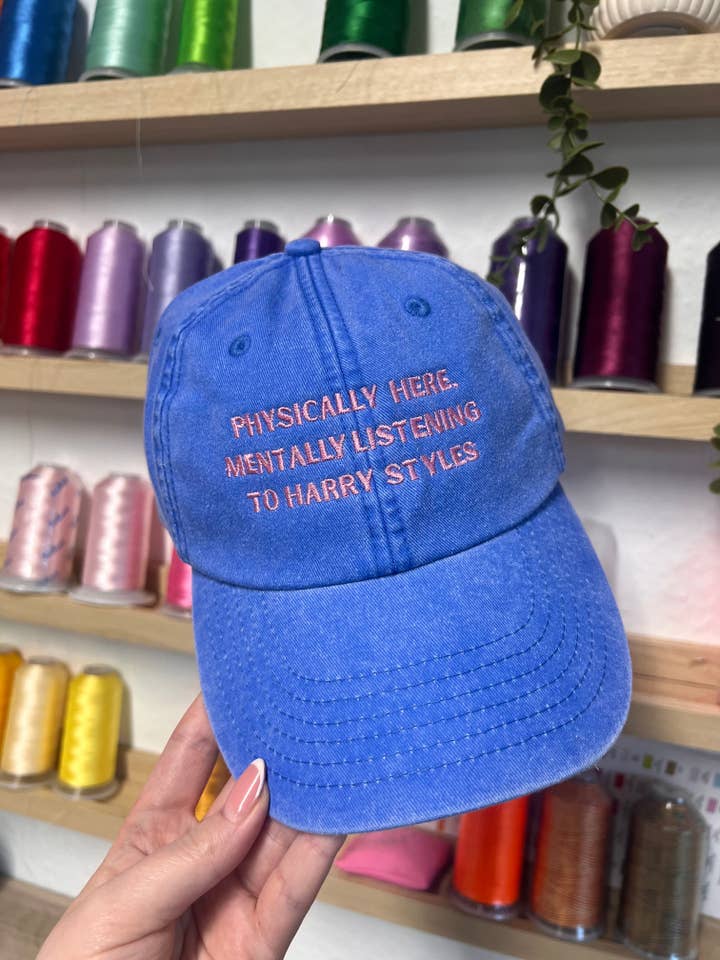 PHYSICALLY HERE,
MENTALLY LISTENING
TO HARRY STYLES